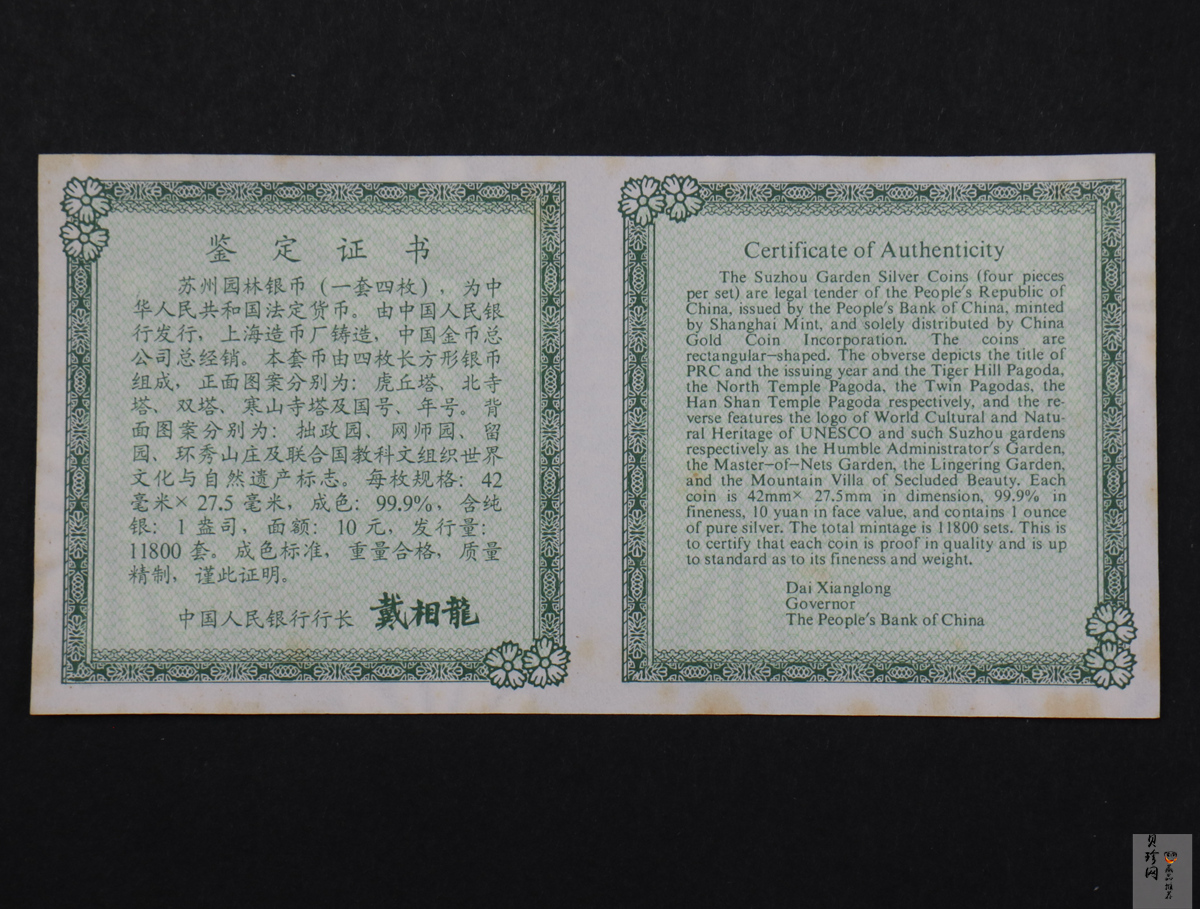 鉴定证书
苏州园林银币（一套四枚），为中
华人民共和国法定货币。由中国人民银
行发行，上海造币厂铸造，中国金币总
公司总经销。本套币由四枚长方形银币
组成，正面图案分别为：虎丘塔、北寺
塔、双塔、寒山寺塔及国号、年号。背
面图案分别为：拙政园、网师园、留
园、环秀山庄及联合国教科文组织世界
文化与自然遗产标志。每枚规格：42
毫米× 27.5 毫米，成色：99.9%，含纯
银：1 盎司，面额：10 元，发行量：
11800 套。成色标准，重量合格，质量
精制，谨此证明。
中国人民银行行长 戴相龍
Certificate of Authenticity
The Suzhou Garden Silver Coins (four pieces
per set) are legal tender of the People's Republic of
China, issued by the People's Bank of China, minted
by Shanghai Mint, and solely distributed by China
Gold Coin Incorporation. The coins are
rectangular-shaped. The obverse depicts the title of
PRC and the issuing year and the Tiger Hill Pagoda,
the North Temple Pagoda, the Twin Pagodas, the
Han Shan Temple Pagoda respectively, and the re-
verse features the logo of World Cultural and Natu-
ral Heritage of UNESCO and such Suzhou gardens
respectively as the Humble Administrator's Garden,
the Master-of-Nets Garden, the Lingering Garden,
and the Mountain Villa of Secluded Beauty. Each
coin is 42mm× 27.5mm in dimension, 99.9% in
fineness, 10 yuan in face value, and contains 1 ounce
of pure silver. The total mintage is 11800 sets. This is
to certify that each coin is proof in quality and is up
to standard as to its fineness and weight.
Dai Xianglong
Governor
The People's Bank of China
贝珍网